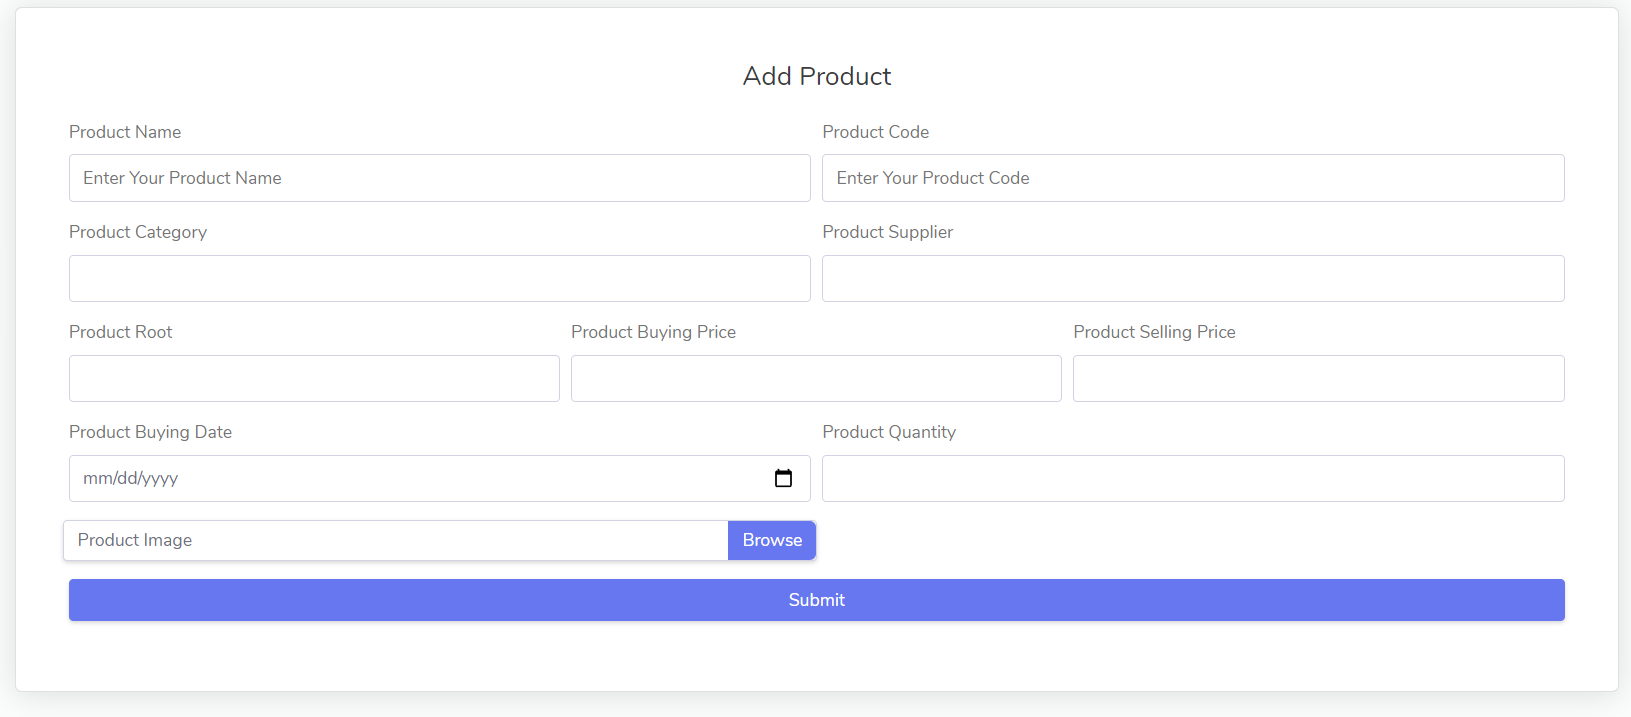 Add Product
Product Name
Product Code
Enter Your Product Name
Enter Your Product Code
Product Category
Product Supplier
Product Root
Product Buying Price
Product Selling Price
Product Buying Date
Product Quantity
mm/dd/yyyy
Product Image
Browse
Submit